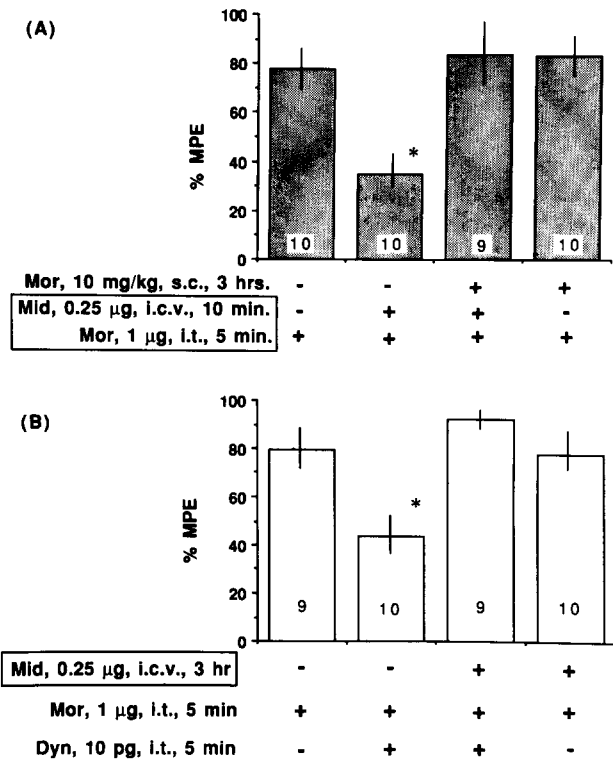 (A)
100
80
60
40
20
0
% MPE
*
10 10 9 10
Mor, 10 mg/kg, s.c., 3 hrs. - - + +
Mid, 0.25 µg, i.c.v., 10 min. - + + -
Mor, 1 µg, i.t., 5 min. + + + +
(B)
100
80
60
40
20
0
% MPE
*
9 10 9 10
Mid, 0.25 µg, i.c.v., 3 hr - - + +
Mor, 1 µg, i.t., 5 min + + + +
Dyn, 10 pg, i.t., 5 min - + + -